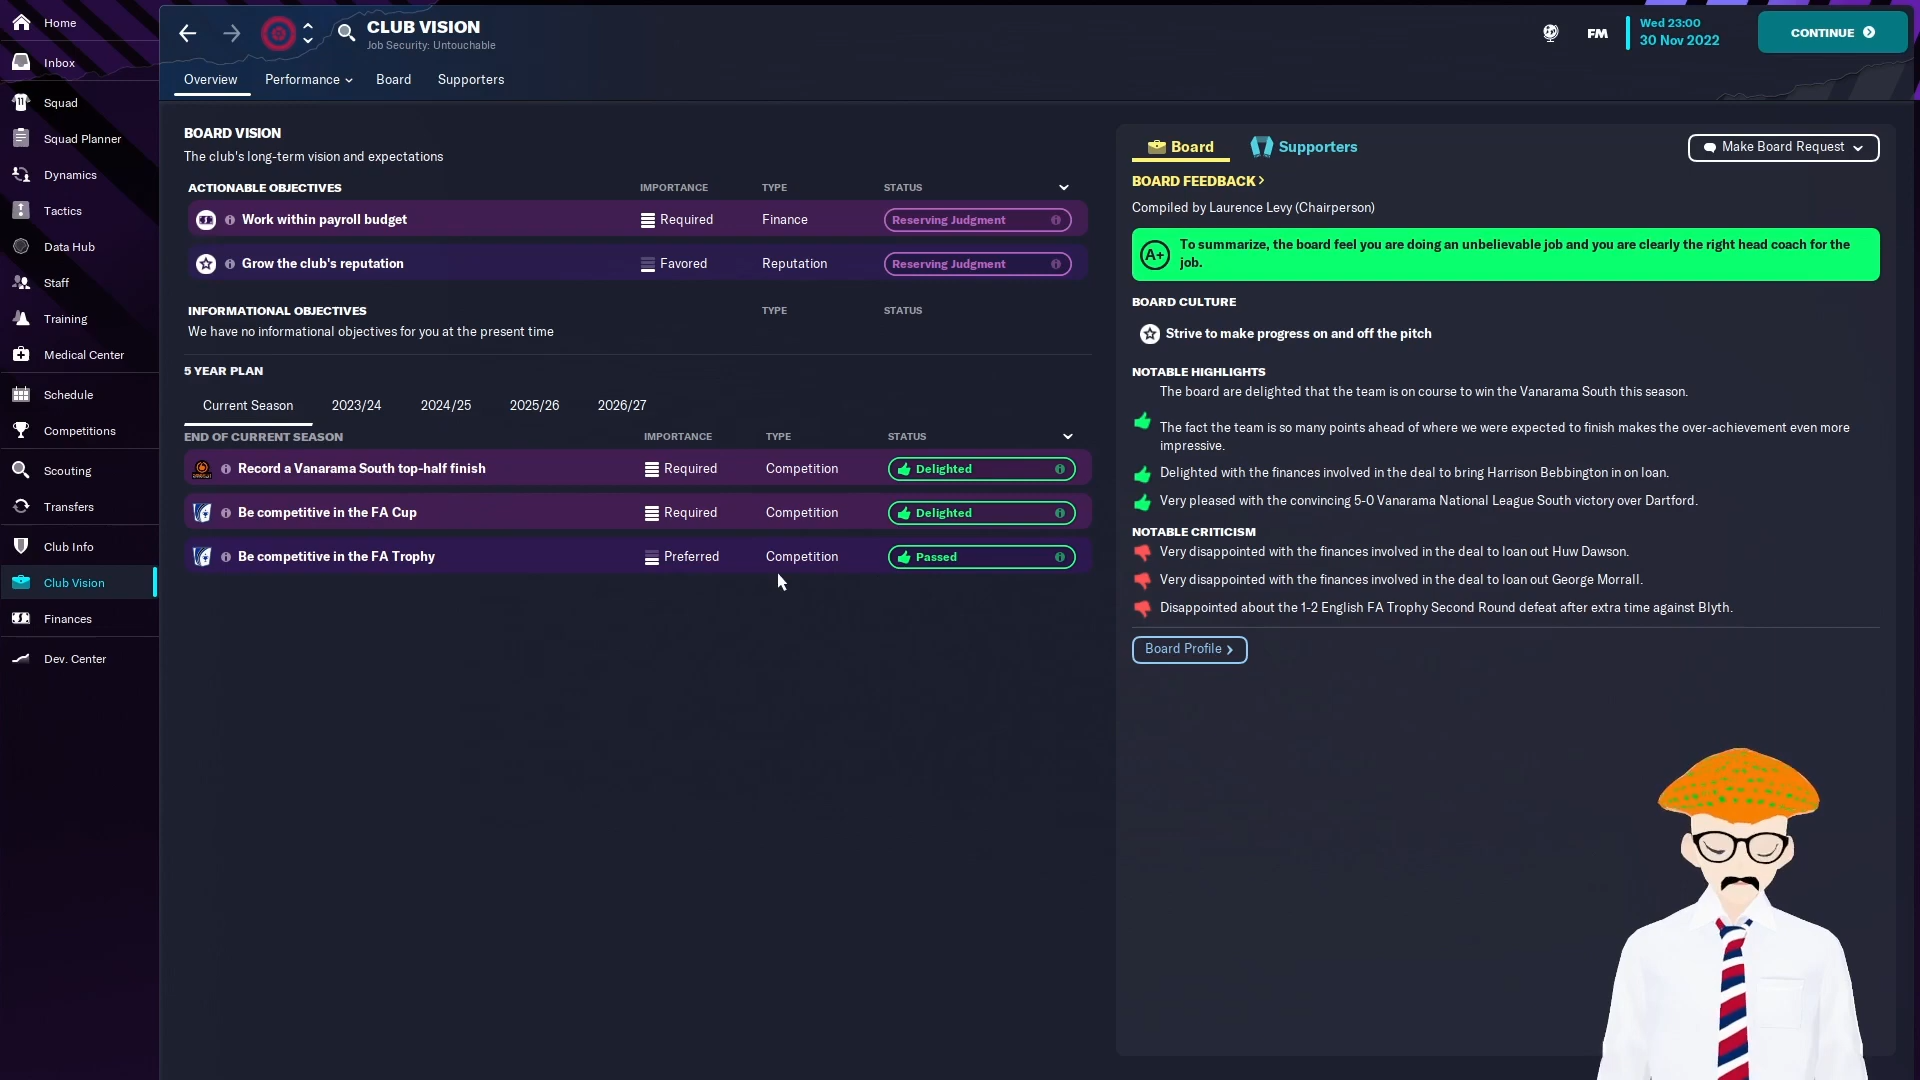 Home
Inbox
Squad
Squad Planner
Dynamics
Tactics
Data Hub
Staff
Training
Medical Center
Schedule
Competitions
Scouting
Transfers
Club Info
Club Vision
Finances
Dev. Center
CLUB VISION
Job Security: Untouchable
FM
Wed 23:00
30 Nov 2022
CONTINUE
Overview
Performance
Board
Supporters
BOARD VISION
The club's long-term vision and expectations
ACTIONABLE OBJECTIVES IMPORTANCE TYPE STATUS
Work within payroll budget Required Finance Reserving Judgment
Grow the club's reputation Favored Reputation Reserving Judgment
INFORMATIONAL OBJECTIVES TYPE STATUS
We have no informational objectives for you at the present time
5 YEAR PLAN
Current Season 2023/24 2024/25 2025/26 2026/27
END OF CURRENT SEASON IMPORTANCE TYPE STATUS
Record a Vanarama South top-half finish Required Competition Delighted
Be competitive in the FA Cup Required Competition Delighted
Be competitive in the FA Trophy Preferred Competition Passed
Board
Supporters
Make Board Request
BOARD FEEDBACK
Compiled by Laurence Levy (Chairperson)
A+
To summarize, the board feel you are doing an unbelievable job and you are clearly the right head coach for the
job.
BOARD CULTURE
Strive to make progress on and off the pitch
NOTABLE HIGHLIGHTS
The board are delighted that the team is on course to win the Vanarama South this season.
The fact the team is so many points ahead of where we were expected to finish makes the over-achievement even more
impressive.
Delighted with the finances involved in the deal to bring Harrison Bebbington in on loan.
Very pleased with the convincing 5-0 Vanarama National League South victory over Dartford.
NOTABLE CRITICISM
Very disappointed with the finances involved in the deal to loan out Huw Dawson.
Very disappointed with the finances involved in the deal to loan out George Morrall.
Disappointed about the 1-2 English FA Trophy Second Round defeat after extra time against Blyth.
Board Profile